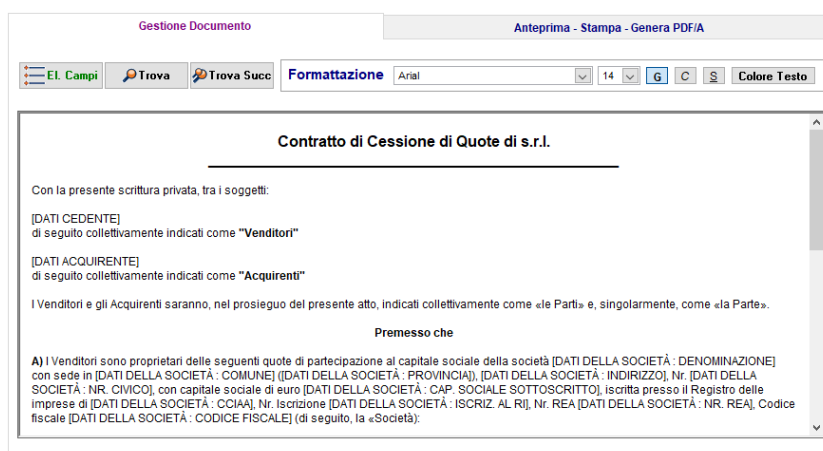 Gestione Documento
Anteprima - Stampa - Genera PDF/A
El. Campi
Trova
Trova Succ
Formattazione
Arial
14
G
C
S
Colore Testo
Contratto di Cessione di Quote di s.r.l.
Con la presente scrittura privata, tra i soggetti:
[DATI CEDENTE]
di seguito collettivamente indicati come "Venditori"
[DATI ACQUIRENTE]
di seguito collettivamente indicati come "Acquirenti"
I Venditori e gli Acquirenti saranno, nel prosieguo del presente atto, indicati collettivamente come «le Parti» e, singolarmente, come «la Parte».
Premesso che
A) I Venditori sono proprietari delle seguenti quote di partecipazione al capitale sociale della società [DATI DELLA SOCIETÀ : DENOMINAZIONE]
con sede in [DATI DELLA SOCIETÀ : COMUNE] ([DATI DELLA SOCIETÀ : PROVINCIA]), [DATI DELLA SOCIETÀ : INDIRIZZO], Nr. [DATI DELLA
SOCIETÀ : NR. CIVICO], con capitale sociale di euro [DATI DELLA SOCIETÀ : CAP. SOCIALE SOTTOSCRITTO], iscritta presso il Registro delle
imprese di [DATI DELLA SOCIETÀ : CCIAA], Nr. Iscrizione [DATI DELLA SOCIETÀ : ISCRIZ. AL RI], Nr. REA [DATI DELLA SOCIETÀ : NR. REA], Codice
fiscale [DATI DELLA SOCIETÀ : CODICE FISCALE] (di seguito, la «Società):